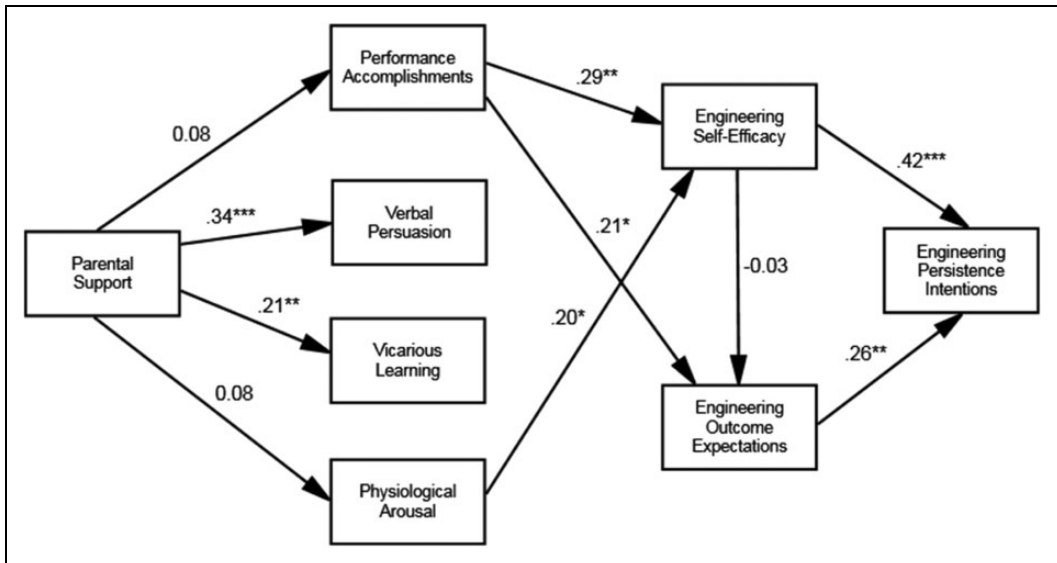 Performance
Accomplishments
.29**
Engineering
Self-Efficacy
0.08
.42***
.34***
Verbal
Persuasion
.21*
Parental
Support
-0.03
Engineering
Persistence
Intentions
.21**
.20*
Vicarious
Learning
.26**
0.08
Engineering
Outcome
Expectations
Physiological
Arousal